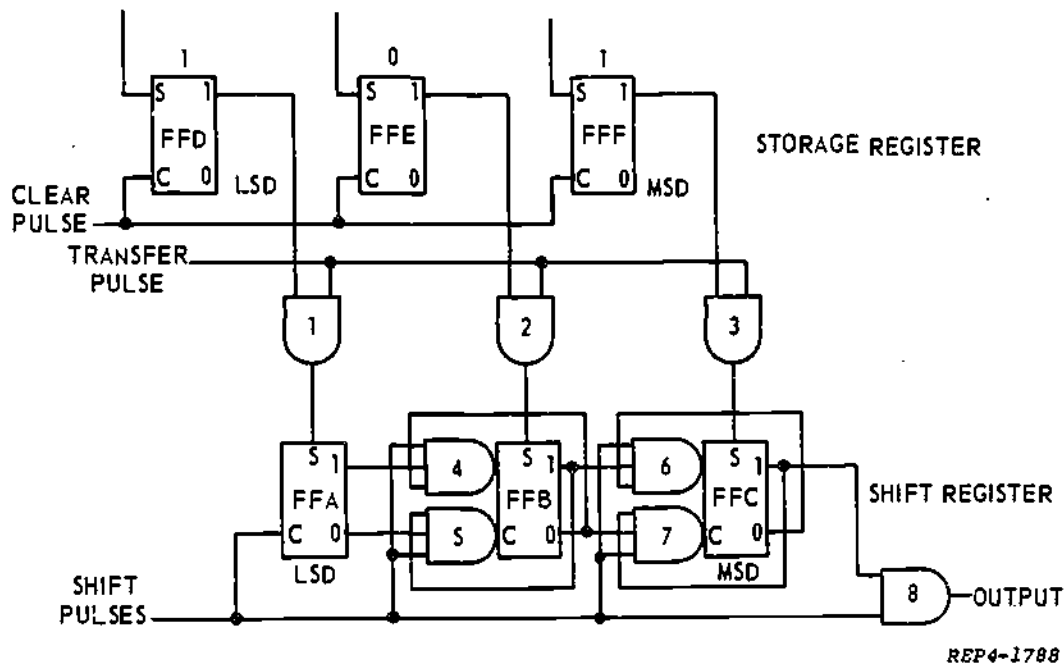 1 0 1
S 1 S 1 S 1
FFD FFE FFF
STORAGE REGISTER
C 0 C 0 C 0
LSD MSD
CLEAR
PULSE
TRANSFER
PULSE
1 2 3
S S S
1 4 1 6 1
FFA FFB FFC
SHIFT REGISTER
C 0 S 0 7 C 0
LSD MSD
SHIFT
PULSES
8 OUTPUT
REP4-1788